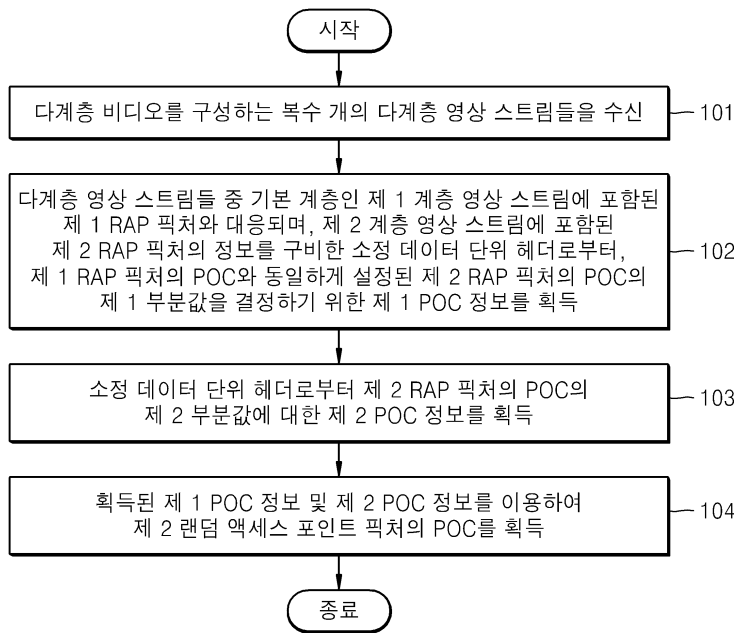 시작
다계층 비디오를 구성하는 복수 개의 다계층 영상 스트림들을 수신
101
다계층 영상 스트림들 중 기본 계층인 제 1 계층 영상 스트림에 포함된
제 1 RAP 픽처와 대응되며, 제 2 계층 영상 스트림에 포함된
제 2 RAP 픽처의 정보를 구비한 소정 데이터 단위 헤더로부터,
제 1 RAP 픽처의 POC와 동일하게 설정된 제 2 RAP 픽처의 POC의
제 1 부분값을 결정하기 위한 제 1 POC 정보를 획득
102
소정 데이터 단위 헤더로부터 제 2 RAP 픽처의 POC의
제 2 부분값에 대한 제 2 POC 정보를 획득
103
획득된 제 1 POC 정보 및 제 2 POC 정보를 이용하여
제 2 랜덤 액세스 포인트 픽처의 POC를 획득
104
종료